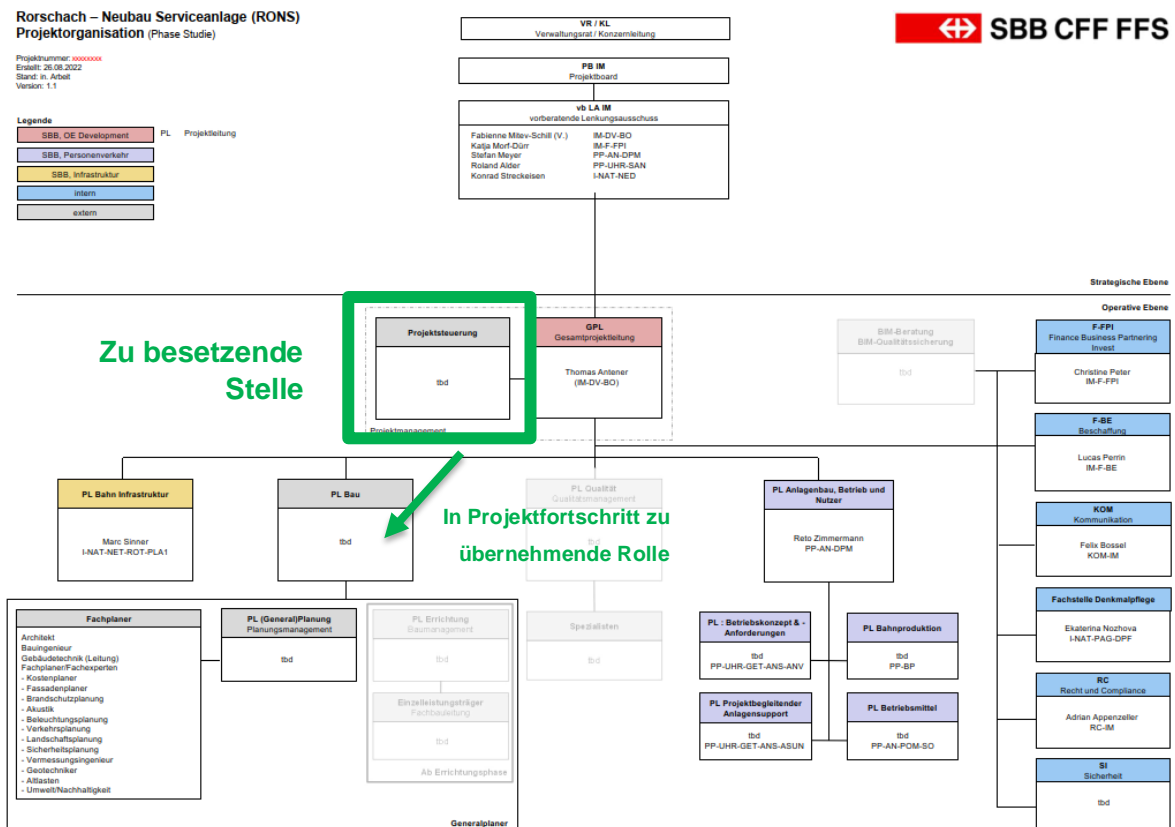 Rorschach – Neubau Serviceanlage (RONS)
Projektorganisation (Phase Studie)
Projektnummer: xxxxxxxx
Erstellt: 26.08.2022
Stand: in. Arbeit
Version: 1.1
Legende
SBB, OE Development
PL Projektleitung
SBB, Personenverkehr
SBB, Infrastruktur
intern
extern
VR / KL
Verwaltungsrat / Konzernleitung
PB IM
Projektboard
vb LA IM
vorberatende Lenkungsausschuss
Fabienne Mitev-Schill (V.) IM-DV-BO
Katja Morf-Dürr IM-F-FPI
Stefan Meyer PP-AN-DPM
Roland Alder PP-UHR-SAN
Konrad Streckeisen I-NAT-NED
SBB CFF FFS
Strategische Ebene
Operative Ebene
Zu besetzende
Stelle
Projektsteuerung
tbd
Projektmanagement
GPL
Gesamtprojektleitung
Thomas Antener
(IM-DV-BO)
BIM-Beratung
BIM-Qualitätssicherung
tbd
F-FPI
Finance Business Partnering
Invest
Christine Peter
IM-F-FPI
F-BE
Beschaffung
Lucas Perrin
IM-F-BE
KOM
Kommunikation
Felix Bossel
KOM-IM
Fachstelle Denkmalpflege
Ekaterina Nozhova
I-NAT-PAG-DPF
RC
Recht und Compliance
Adrian Appenzeller
RC-IM
SI
Sicherheit
tbd
PL Bahn Infrastruktur
Marc Sinner
I-NAT-NET-ROT-PLA1
PL Bau
tbd
In Projektfortschritt zu
übernehmende Rolle
PL Qualität
Qualitätsmanagement
tbd
PL Anlagenbau, Betrieb und
Nutzer
Reto Zimmermann
PP-AN-DPM
Fachplaner
Architekt
Bauingenieur
Gebäudetechnik (Leitung)
Fachplaner/Fachexperten
- Kostenplaner
- Fassadenplaner
- Brandschutzplanung
- Akustik
- Beleuchtungsplanung
- Verkehrsplanung
- Landschaftsplanung
- Sicherheitsplanung
- Vermessungsingenieur
- Geotechniker
- Altlasten
- Umwelt/Nachhaltigkeit
PL (General)Planung
Planungsmanagement
tbd
PL Errichtung
Baumanagement
tbd
Einzelleistungsträger
Fachbauleitung
tbd
Ab Errichtungsphase
Generalplaner
Spezialisten
tbd
PL : Betriebskonzept & -
Anforderungen
tbd
PP-UHR-GET-ANS-ANV
PL Bahnproduktion
tbd
PP-BP
PL Projektbegleitender
Anlagensupport
tbd
PP-UHR-GET-ANS-ASUN
PL Betriebsmittel
tbd
PP-AN-POM-SO